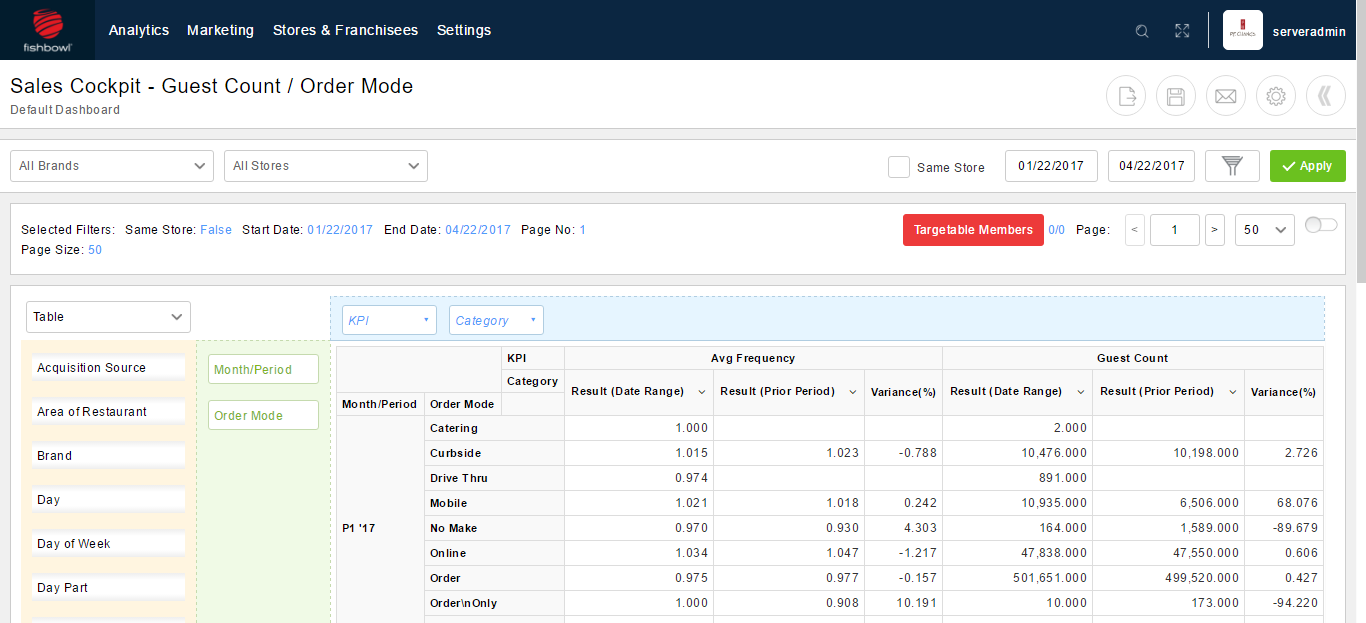 fishbowl
Analytics Marketing Stores & Franchisees Settings
P.F. CHANG'S
serveradmin
Sales Cockpit - Guest Count / Order Mode
Default Dashboard
All Brands All Stores Same Store 01/22/2017 04/22/2017 Apply
Selected Filters: Same Store: False Start Date: 01/22/2017 End Date: 04/22/2017 Page No: 1
Page Size: 50
Targetable Members 0/0 Page: < 1 > 50
Table
KPI Category
Acquisition Source
Area of Restaurant
Brand
Day
Day of Week
Day Part
Month/Period
Order Mode
KPI Avg Frequency Guest Count
Category Result (Date Range) Result (Prior Period) Variance(%) Result (Date Range) Result (Prior Period) Variance(%)
Month/Period Order Mode
P1 '17
Catering 1.000 2.000
Curbside 1.015 1.023 -0.788 10,476.000 10,198.000 2.726
Drive Thru 0.974 891.000
Mobile 1.021 1.018 0.242 10,935.000 6,506.000 68.076
No Make 0.970 0.930 4.303 164.000 1,589.000 -89.679
Online 1.034 1.047 -1.217 47,838.000 47,550.000 0.606
Order 0.975 0.977 -0.157 501,651.000 499,520.000 0.427
Order\nOnly 1.000 0.908 10.191 10.000 173.000 -94.220